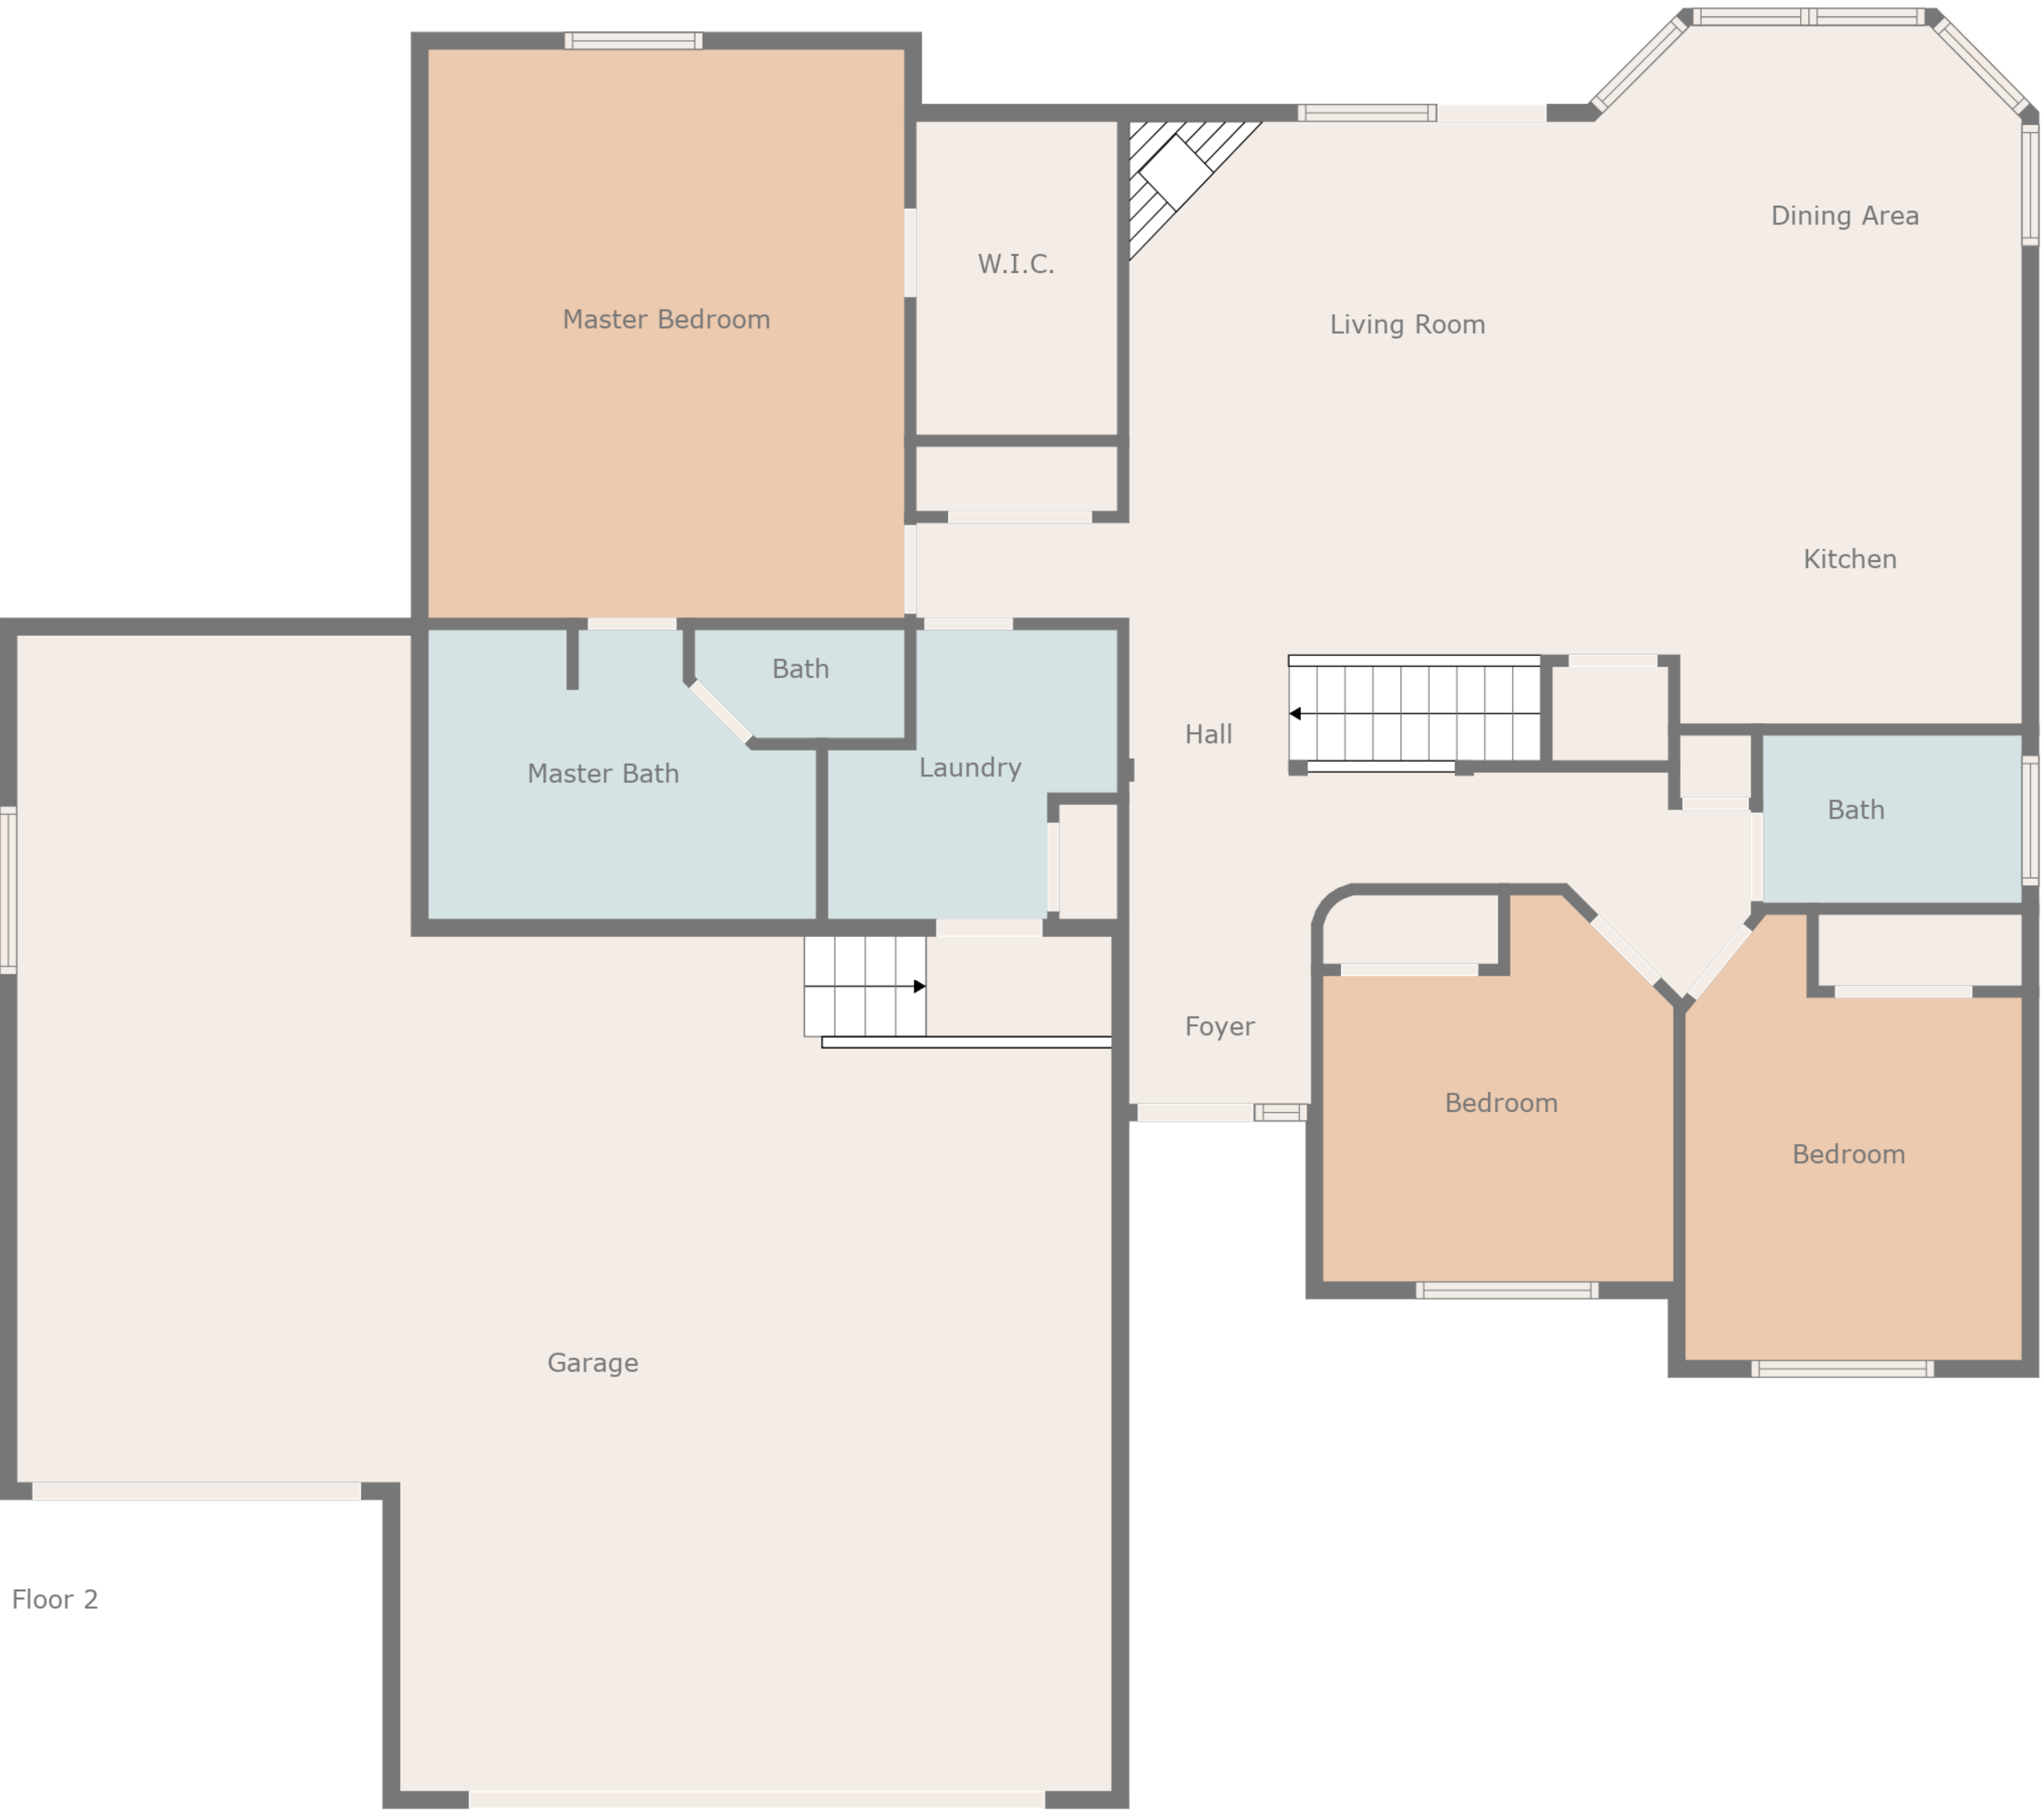 Dining Area
W.I.C.
Master Bedroom
Living Room
Kitchen
Bath
Hall
Master Bath
Laundry
Bath
Foyer
Bedroom
Bedroom
Garage
Floor 2